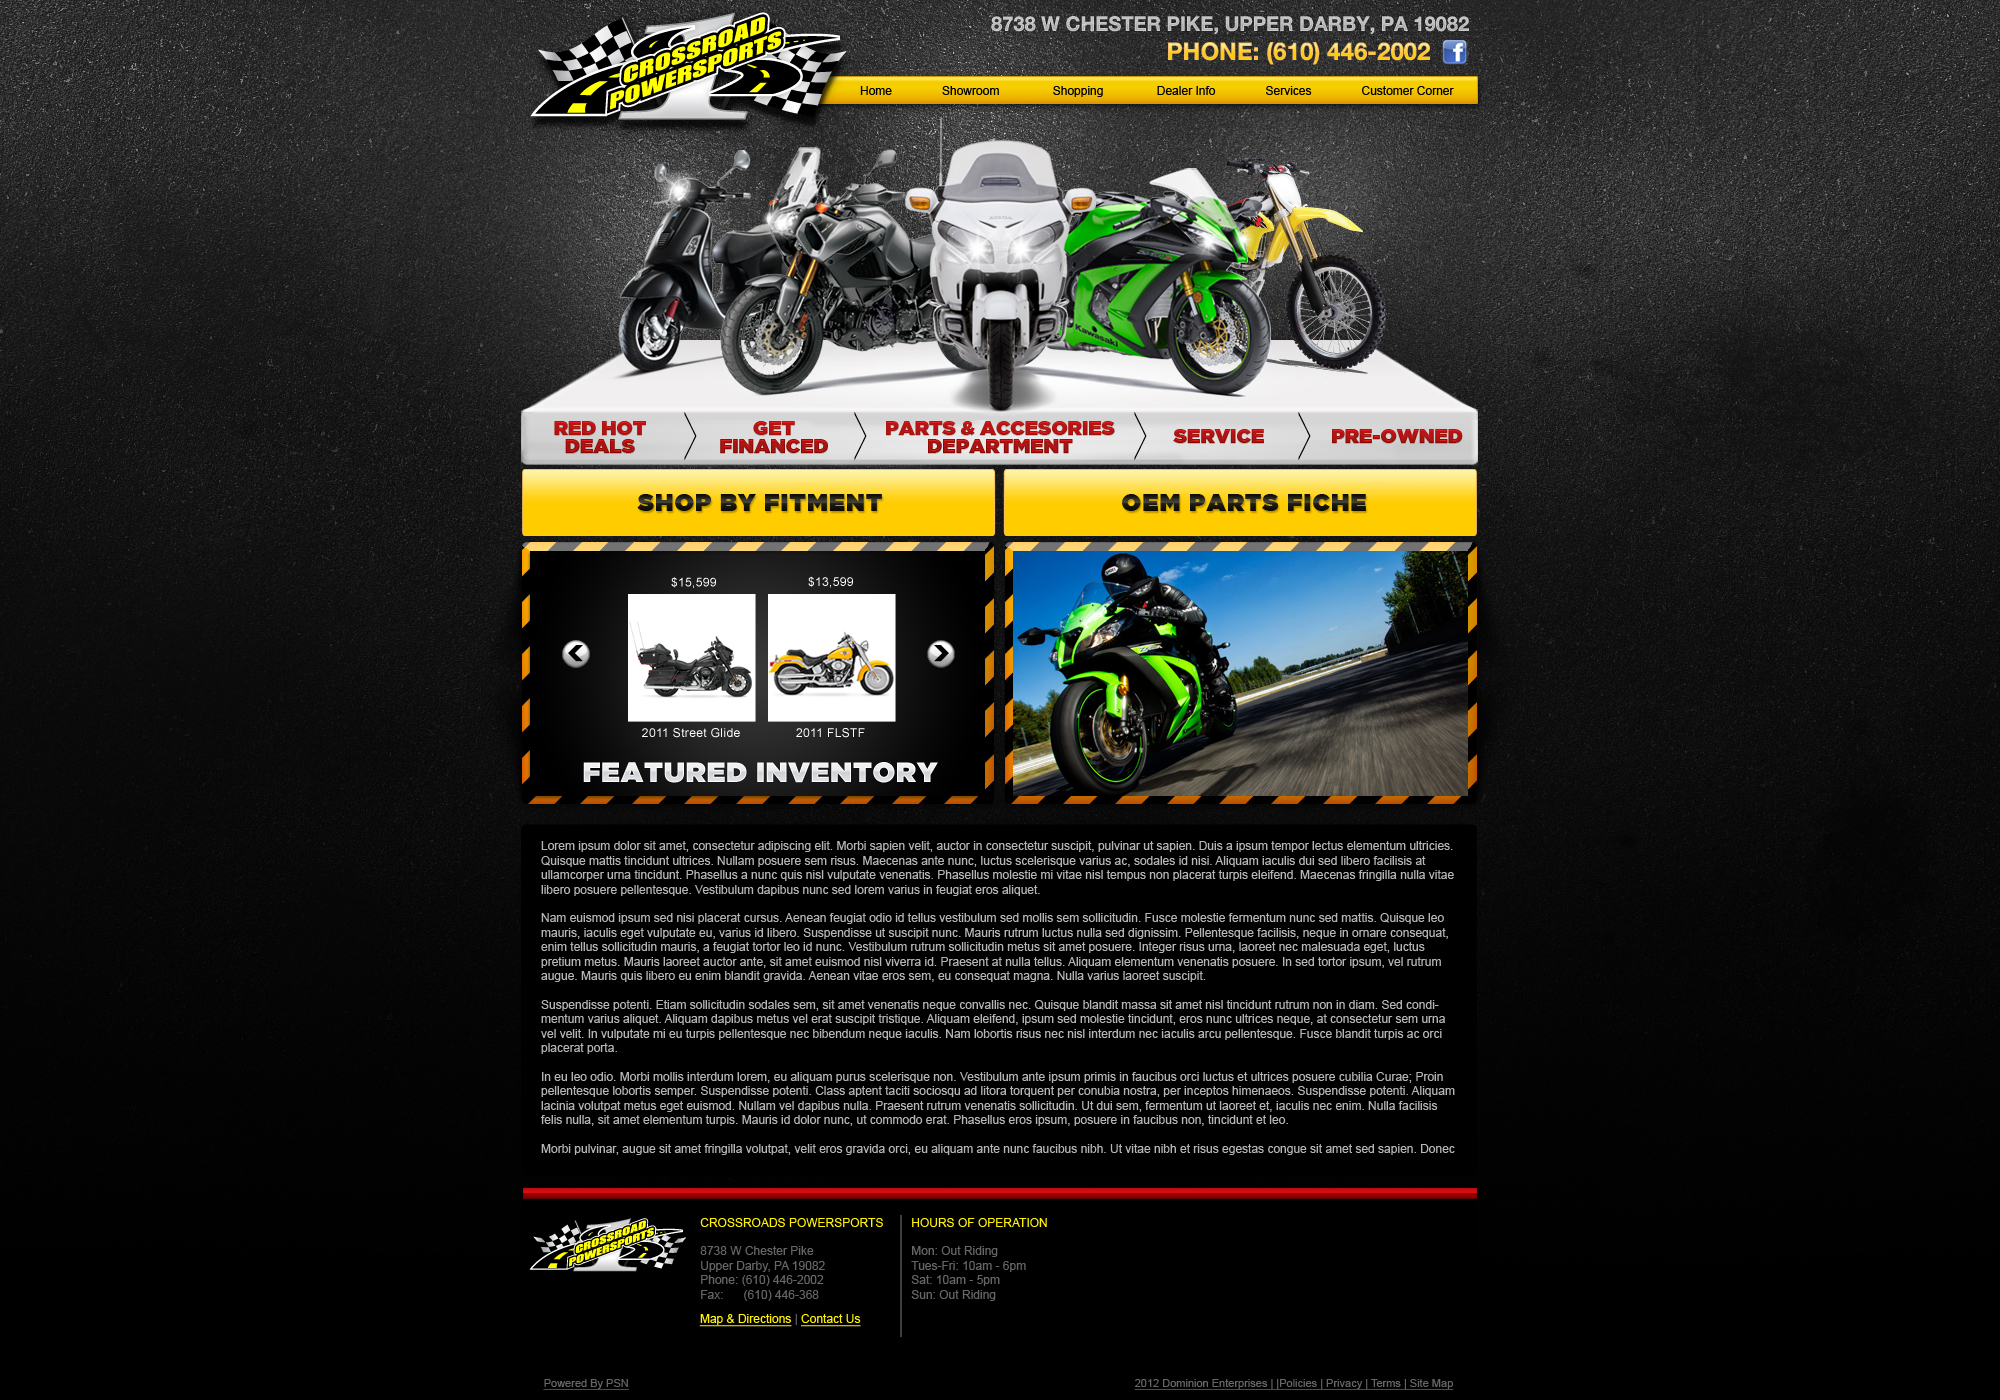 CROSSROAD
POWERSPORTS
8738 W CHESTER PIKE, UPPER DARBY, PA 19082
PHONE: (610) 446-2002 f
Home Showroom Shopping Dealer Info Services Customer Corner
HONDA
Kawasaki
RED HOT
DEALS
GET
FINANCED
PARTS & ACCESORIES
DEPARTMENT
SERVICE
PRE-OWNED
SHOP BY FITMENT
OEM PARTS FICHE
$15,599 $13,599
2011 Street Glide 2011 FLSTF
FEATURED INVENTORY
Lorem ipsum dolor sit amet, consectetur adipiscing elit. Morbi sapien velit, auctor in consectetur suscipit, pulvinar ut sapien. Duis a ipsum tempor lectus elementum ultricies.
Quisque mattis tincidunt ultrices. Nullam posuere sem risus. Maecenas ante nunc, luctus scelerisque varius ac, sodales id nisi. Aliquam iaculis dui sed libero facilisis at
ullamcorper urna tincidunt. Phasellus a nunc quis nisl vulputate venenatis. Phasellus molestie mi vitae nisl tempus non placerat turpis eleifend. Maecenas fringilla nulla vitae
libero posuere pellentesque. Vestibulum dapibus nunc sed lorem varius in feugiat eros aliquet.
Nam euismod ipsum sed nisi placerat cursus. Aenean feugiat odio id tellus vestibulum sed mollis sem sollicitudin. Fusce molestie fermentum nunc sed mattis. Quisque leo
mauris, iaculis eget vulputate eu, varius id libero. Suspendisse ut suscipit nunc. Mauris rutrum luctus nulla sed dignissim. Pellentesque facilisis, neque in ornare consequat,
enim tellus sollicitudin mauris, a feugiat tortor leo id nunc. Vestibulum rutrum sollicitudin metus sit amet posuere. Integer risus urna, laoreet nec malesuada eget, luctus
pretium metus. Mauris laoreet auctor ante, sit amet euismod nisl viverra id. Praesent at nulla tellus. Aliquam elementum venenatis posuere. In sed tortor ipsum, vel rutrum
augue. Mauris quis libero eu enim blandit gravida. Aenean vitae eros sem, eu consequat magna. Nulla varius laoreet suscipit.
Suspendisse potenti. Etiam sollicitudin sodales sem, sit amet venenatis neque convallis nec. Quisque blandit massa sit amet nisl tincidunt rutrum non in diam. Sed condi-
mentum varius aliquet. Aliquam dapibus metus vel erat suscipit tristique. Aliquam eleifend, ipsum sed molestie tincidunt, eros nunc ultrices neque, at consectetur sem urna
vel velit. In vulputate mi eu turpis pellentesque nec bibendum neque iaculis. Nam lobortis risus nec nisl interdum nec iaculis arcu pellentesque. Fusce blandit turpis ac orci
placerat porta.
In eu leo odio. Morbi mollis interdum lorem, eu aliquam purus scelerisque non. Vestibulum ante ipsum primis in faucibus orci luctus et ultrices posuere cubilia Curae; Proin
pellentesque lobortis semper. Suspendisse potenti. Class aptent taciti sociosqu ad litora torquent per conubia nostra, per inceptos himenaeos. Suspendisse potenti. Aliquam
lacinia volutpat metus eget euismod. Nullam vel dapibus nulla. Praesent rutrum venenatis sollicitudin. Ut dui sem, fermentum ut laoreet et, iaculis nec enim. Nulla facilisis
felis nulla, sit amet elementum turpis. Mauris id dolor nunc, ut commodo erat. Phasellus eros ipsum, posuere in faucibus non, tincidunt et leo.
Morbi pulvinar, augue sit amet fringilla volutpat, velit eros gravida orci, eu aliquam ante nunc faucibus nibh. Ut vitae nibh et risus egestas congue sit amet sed sapien. Donec
CROSSROAD
POWERSPORTS
CROSSROADS POWERSPORTS
8738 W Chester Pike
Upper Darby, PA 19082
Phone: (610) 446-2002
Fax: (610) 446-368
Map & Directions | Contact Us
HOURS OF OPERATION
Mon: Out Riding
Tues-Fri: 10am - 6pm
Sat: 10am - 5pm
Sun: Out Riding
Powered By PSN
2012 Dominion Enterprises | |Policies | Privacy | Terms | Site Map